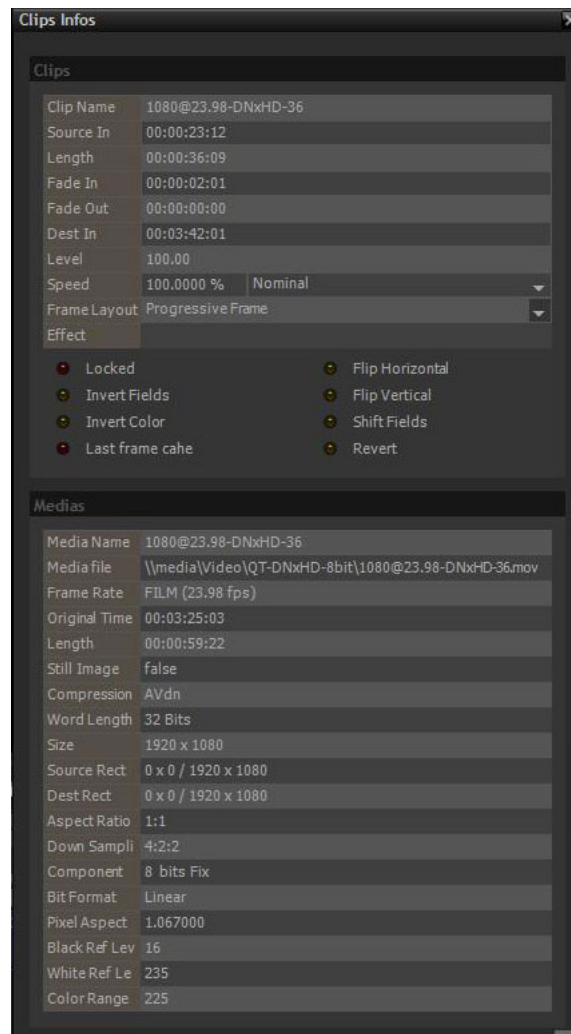 Clips Infos
Clips
Clip Name 1080@23.98-DNxHD-36
Source In 00:00:23:12
Length 00:00:36:09
Fade In 00:00:02:01
Fade Out 00:00:00:00
Dest In 00:03:42:01
Level 100.00
Speed 100.0000 % Nominal
Frame Layout Progressive Frame
Effect
Locked Flip Horizontal
Invert Fields Flip Vertical
Invert Color Shift Fields
Last frame cahe Revert
Medias
Media Name 1080@23.98-DNxHD-36
Media file \\media\Video\QT-DNxHD-8bit\1080@23.98-DNxHD-36.mov
Frame Rate FILM (23.98 fps)
Original Time 00:03:25:03
Length 00:00:59:22
Still Image false
Compression AVdn
Word Length 32 Bits
Size 1920 x 1080
Source Rect 0 x 0 / 1920 x 1080
Dest Rect 0 x 0 / 1920 x 1080
Aspect Ratio 1:1
Down Sampli 4:2:2
Component 8 bits Fix
Bit Format Linear
Pixel Aspect 1.067000
Black Ref Lev 16
White Ref Le 235
Color Range 225